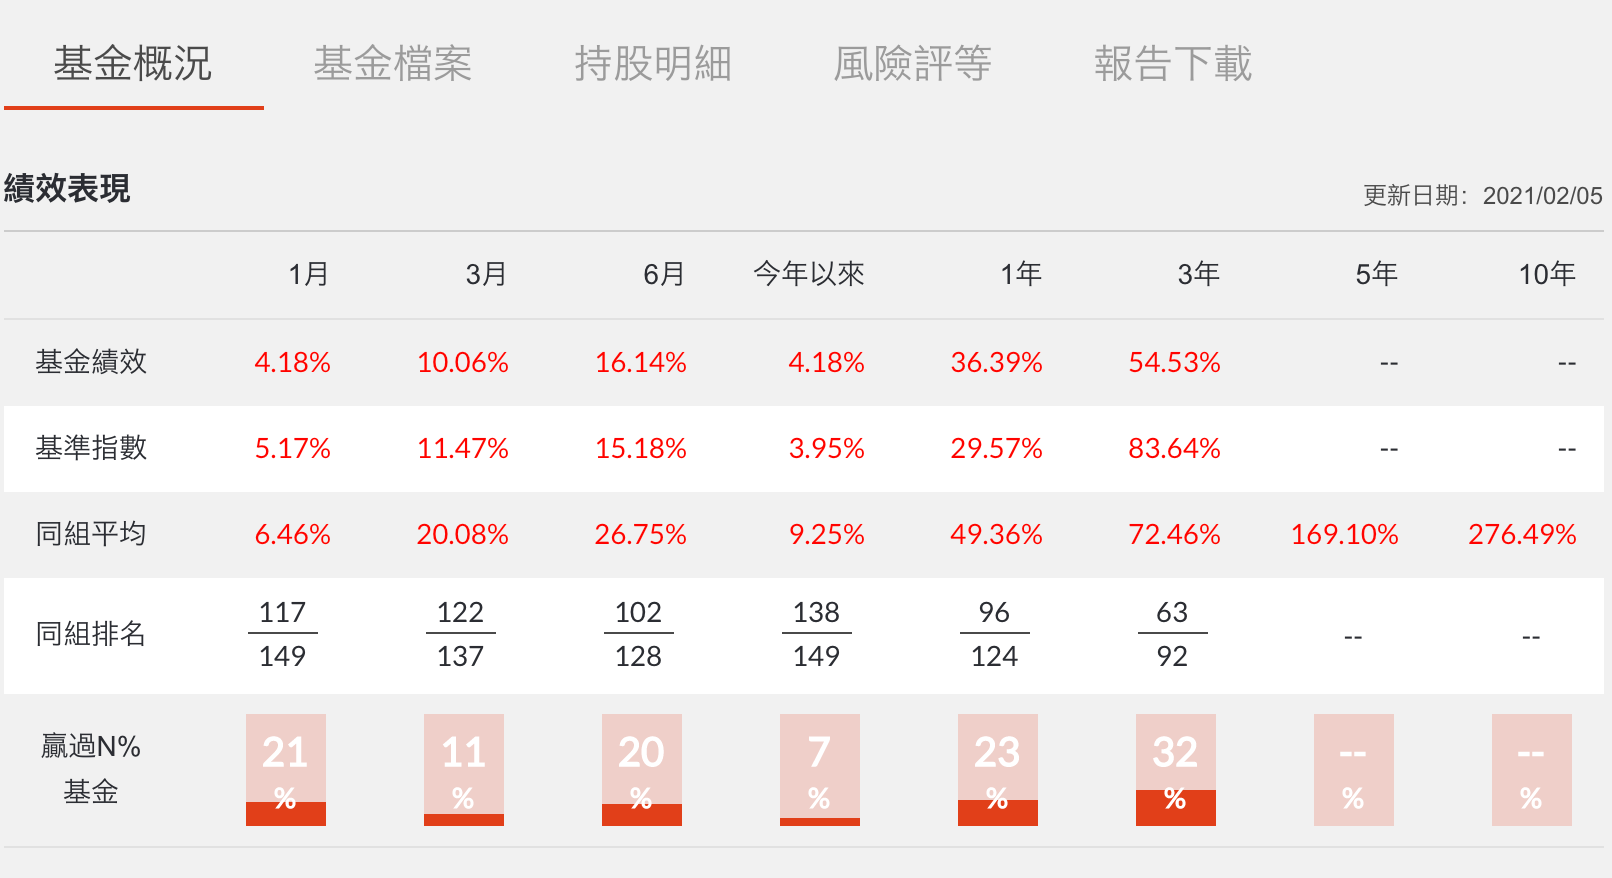 基金概況 基金檔案 持股明細 風險評等 報告下載
績效表現 更新日期：2021/02/05
1月 3月 6月 今年以來 1年 3年 5年 10年
基金績效 4.18% 10.06% 16.14% 4.18% 36.39% 54.53% -- --
基準指數 5.17% 11.47% 15.18% 3.95% 29.57% 83.64% -- --
同組平均 6.46% 20.08% 26.75% 9.25% 49.36% 72.46% 169.10% 276.49%
117 122 102 138 96 63
同組排名 -- --
149 137 128 149 124 92
贏過N% 21 11 20 7 23 32 -- --
基金 % % % % % % % %